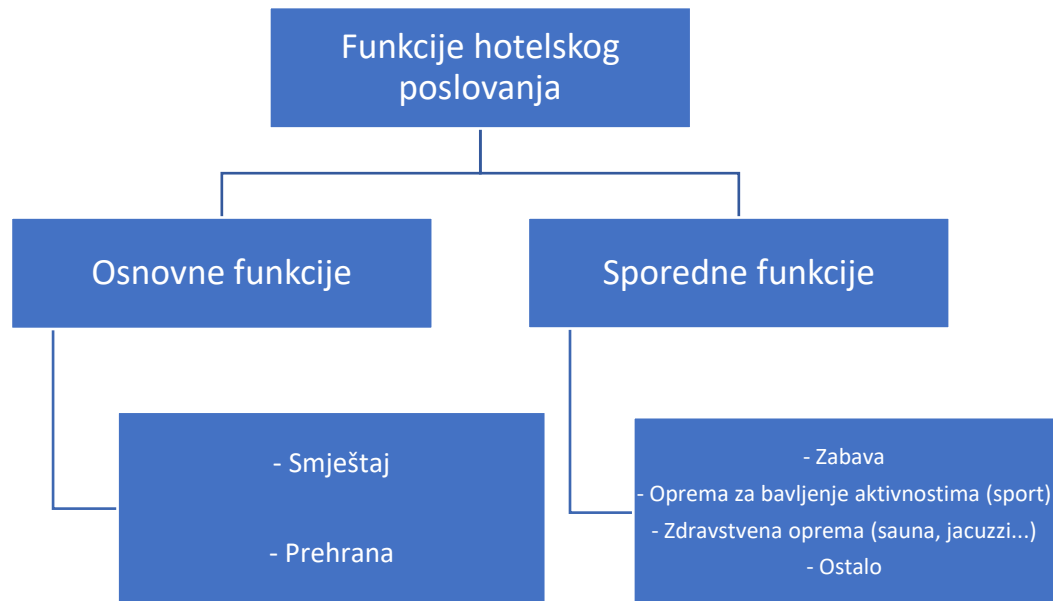 Funkcije hotelskog
poslovanja
Osnovne funkcije
Sporedne funkcije
- Smještaj
- Prehrana
- Zabava
- Oprema za bavljenje aktivnostima (sport)
- Zdravstvena oprema (sauna, jacuzzi...)
- Ostalo